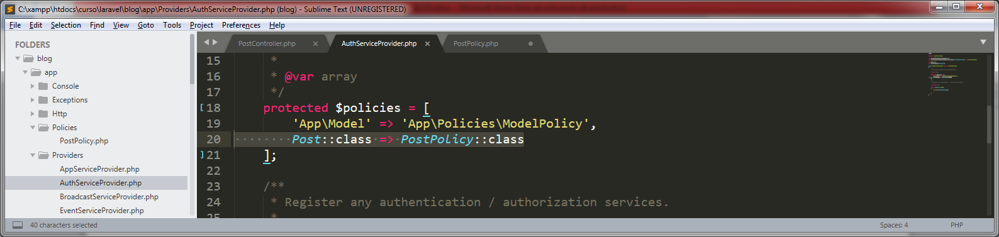 C:\xampp\htdocs\curso\laravel\blog\app\Providers\AuthServiceProvider.php (blog) - Sublime Text (UNREGISTERED)
File Edit Selection Find View Goto Tools Project Preferences Help
FOLDERS
blog
app
Console
Exceptions
Http
Policies
PostPolicy.php
Providers
AppServiceProvider.php
AuthServiceProvider.php
BroadcastServiceProvider.php
EventServiceProvider.php
PostController.php × AuthServiceProvider.php × PostPolicy.php
15 *
16 * @var array
17 */
18 protected $policies = [
19 'App\Model' => 'App\Policies\ModelPolicy',
20 Post::class => PostPolicy::class
21 ];
22
23 /**
24 * Register any authentication / authorization services.
25 *
40 characters selected Spaces: 4 PHP